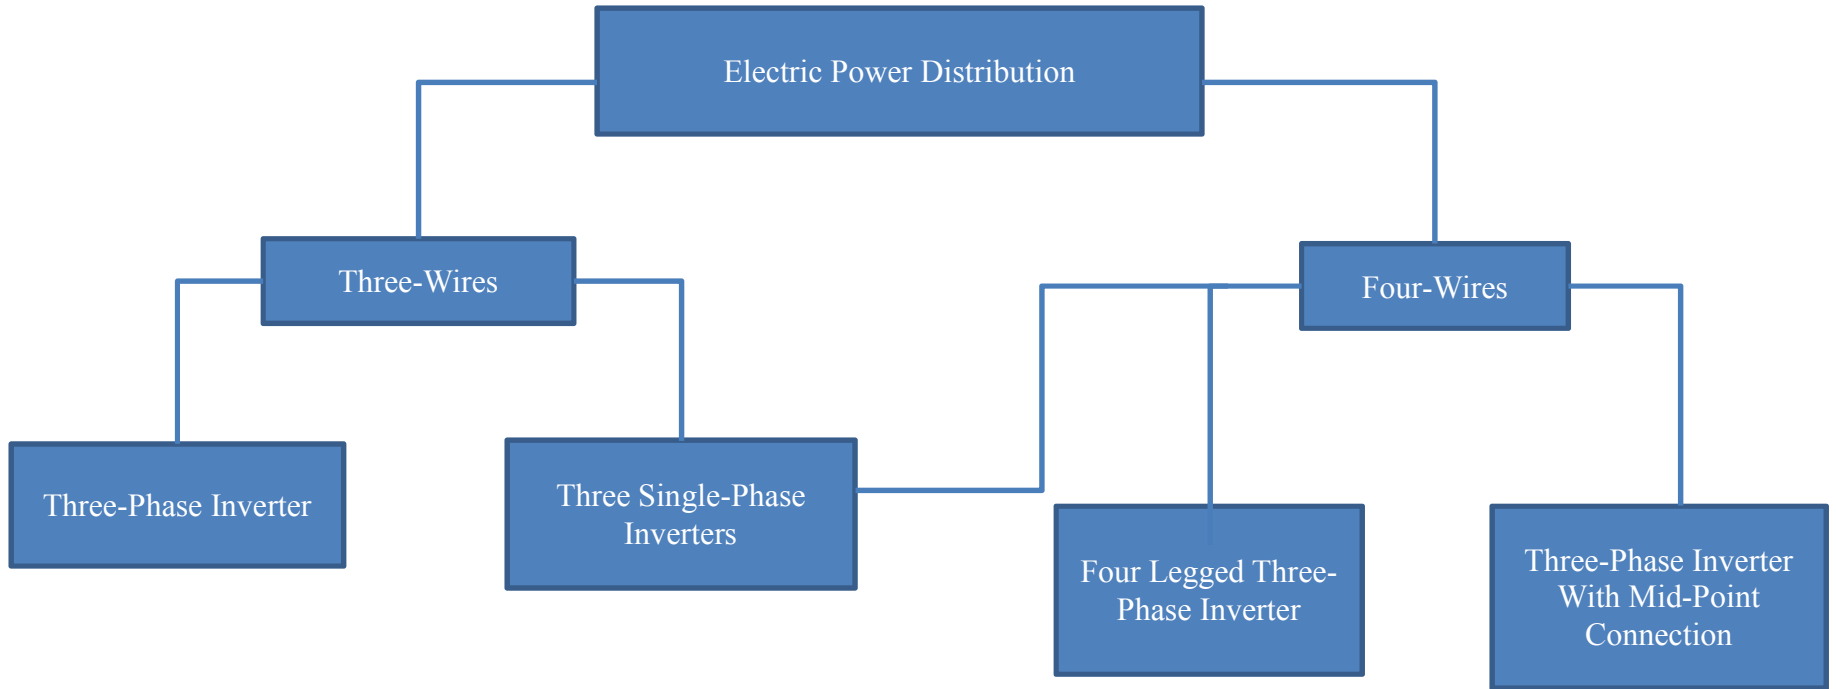 Electric Power Distribution
Three-Wires
Four-Wires
Three-Phase Inverter
Three Single-Phase
Inverters
Four Legged Three-
Phase Inverter
Three-Phase Inverter
With Mid-Point
Connection